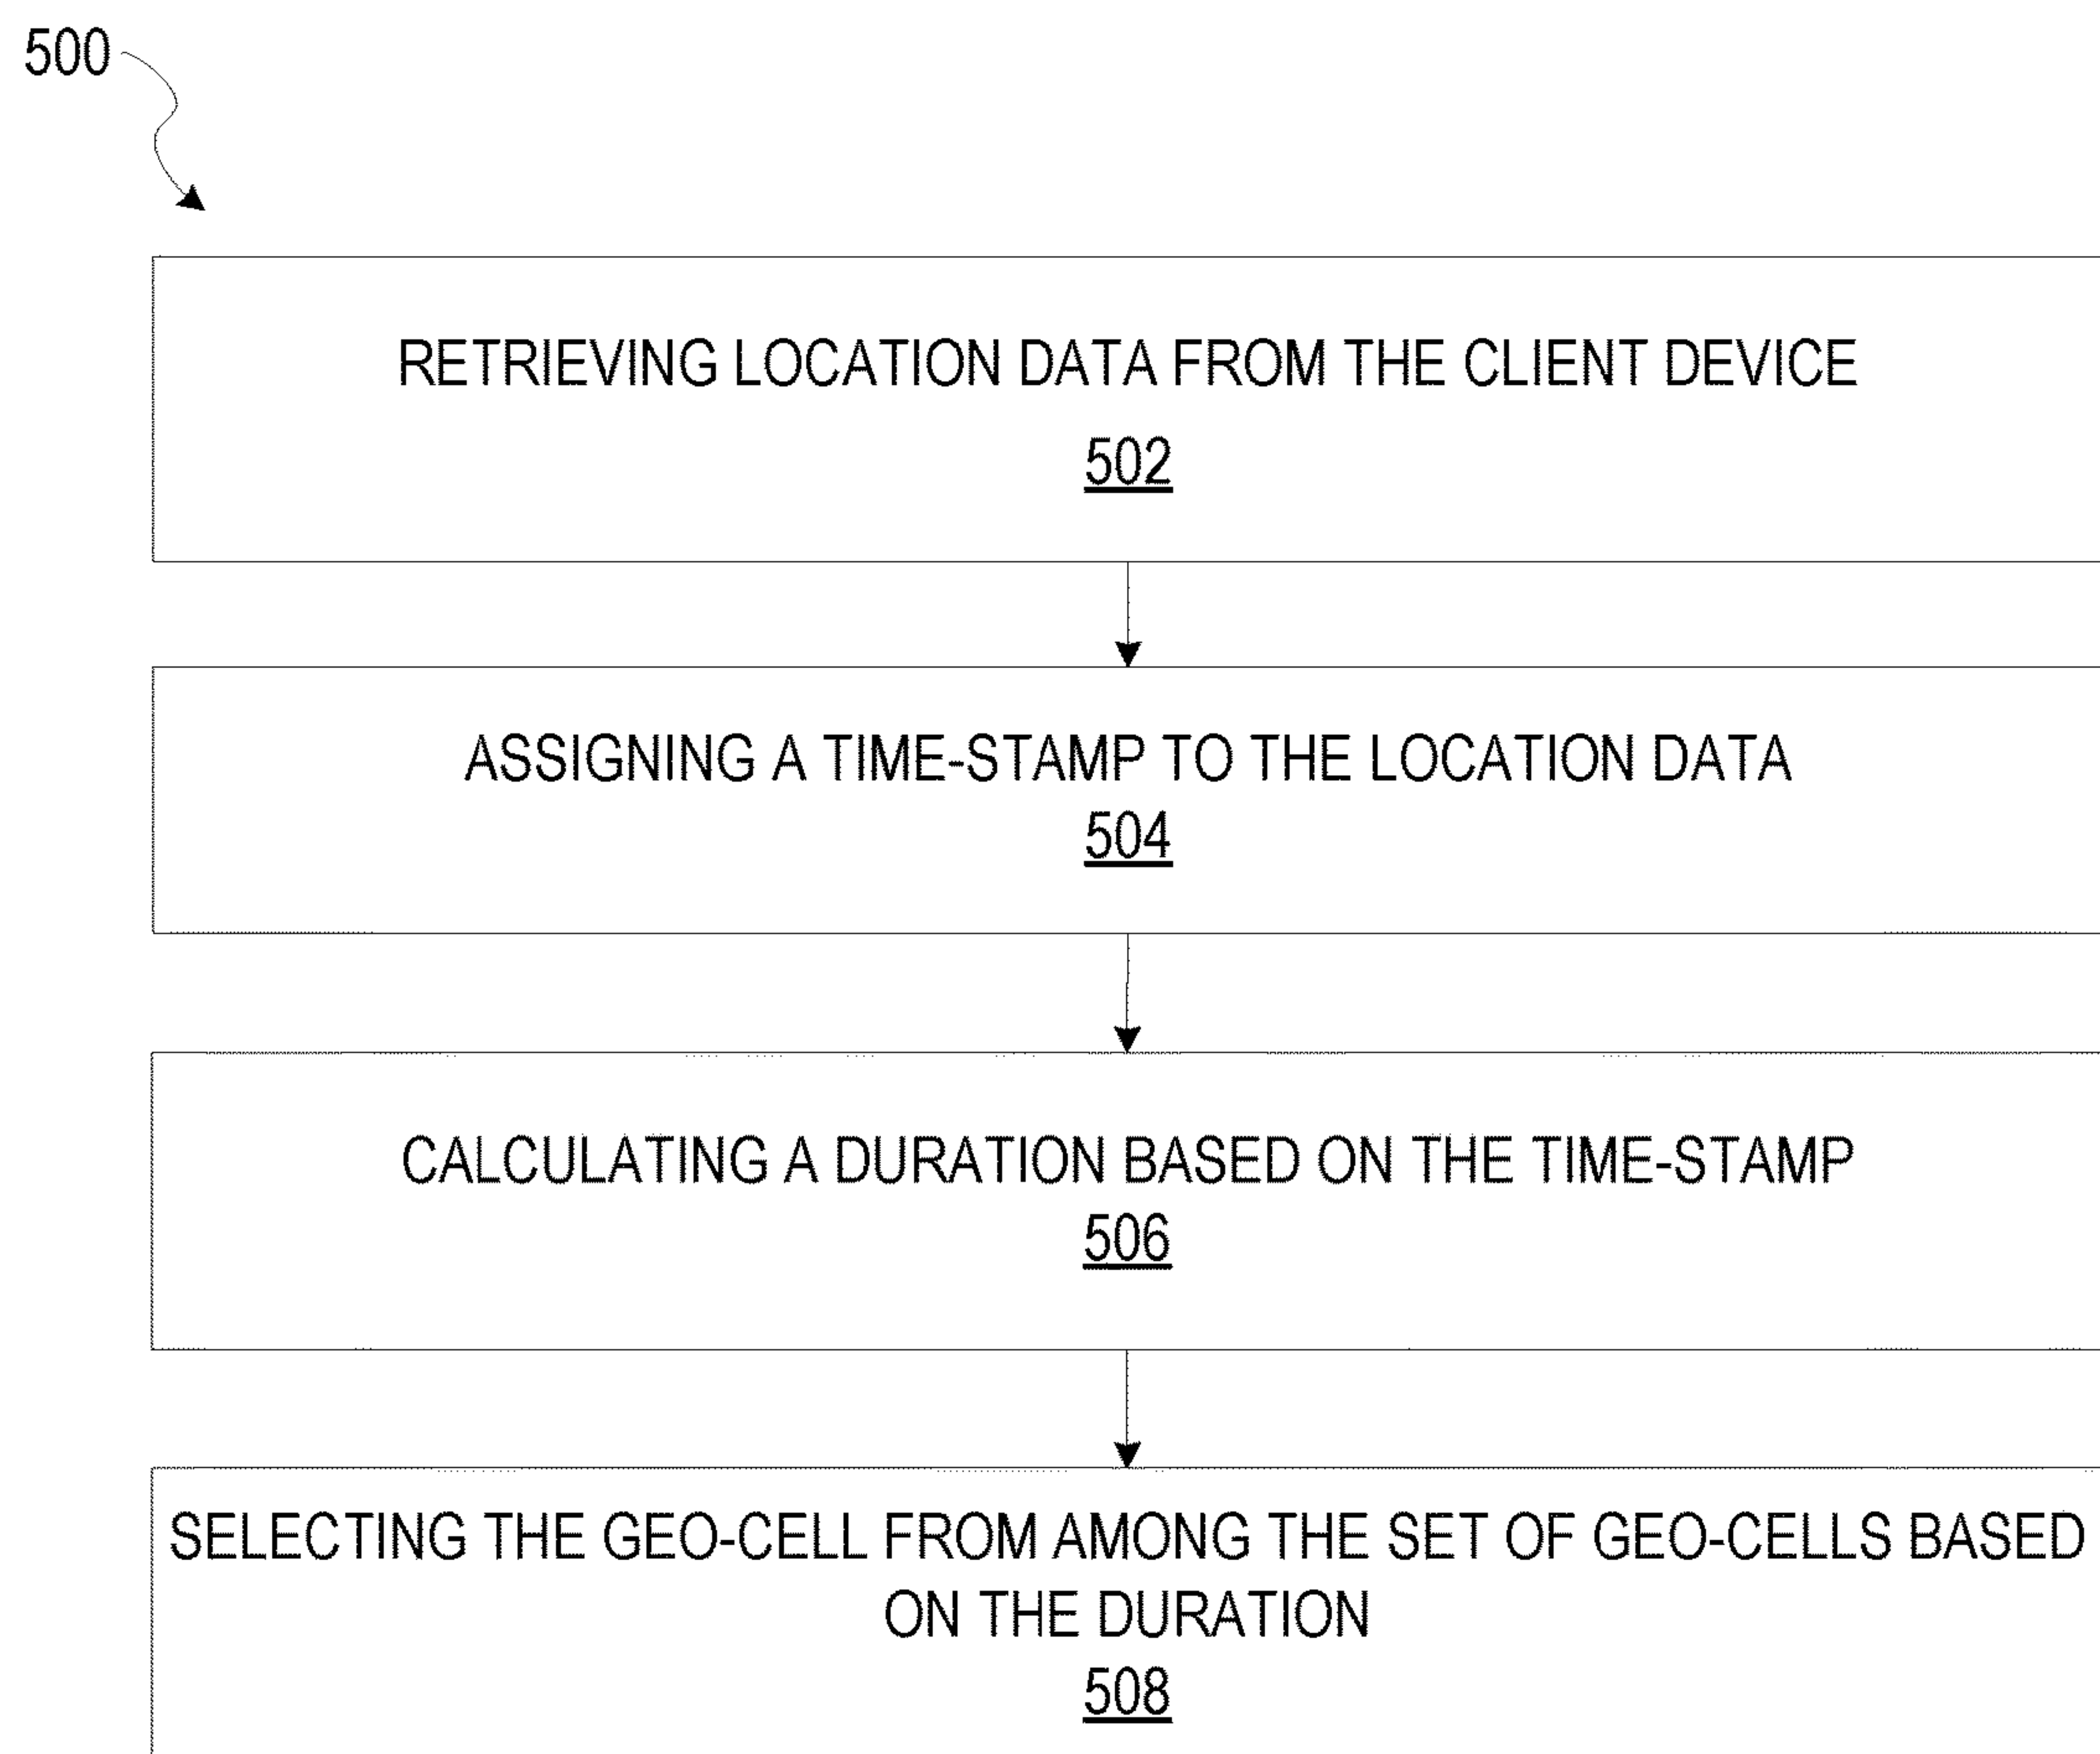 500
RETRIEVING LOCATION DATA FROM THE CLIENT DEVICE
502
ASSIGNING A TIME-STAMP TO THE LOCATION DATA
504
CALCULATING A DURATION BASED ON THE TIME-STAMP
506
SELECTING THE GEO-CELL FROM AMONG THE SET OF GEO-CELLS BASED
ON THE DURATION
508